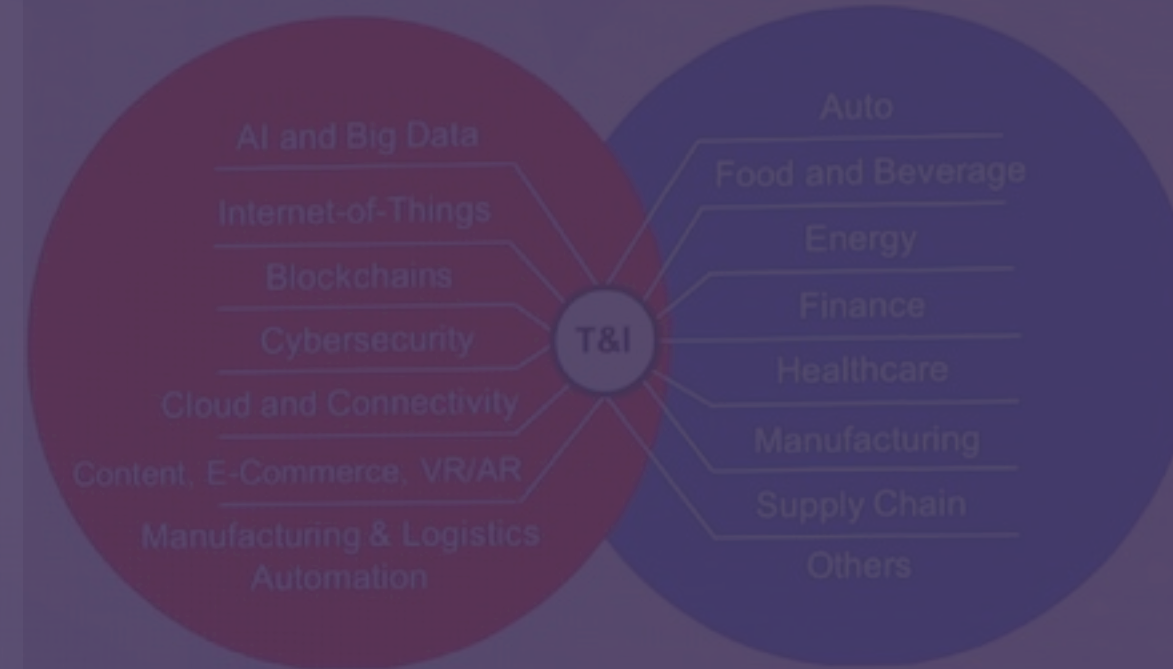 AI and Big Data
Internet-of-Things
Blockchains
Cybersecurity
Cloud and Connectivity
Content, E-Commerce, VR/AR
Manufacturing & Logistics
Automation
T&I
Auto
Food and Beverage
Energy
Finance
Healthcare
Manufacturing
Supply Chain
Others